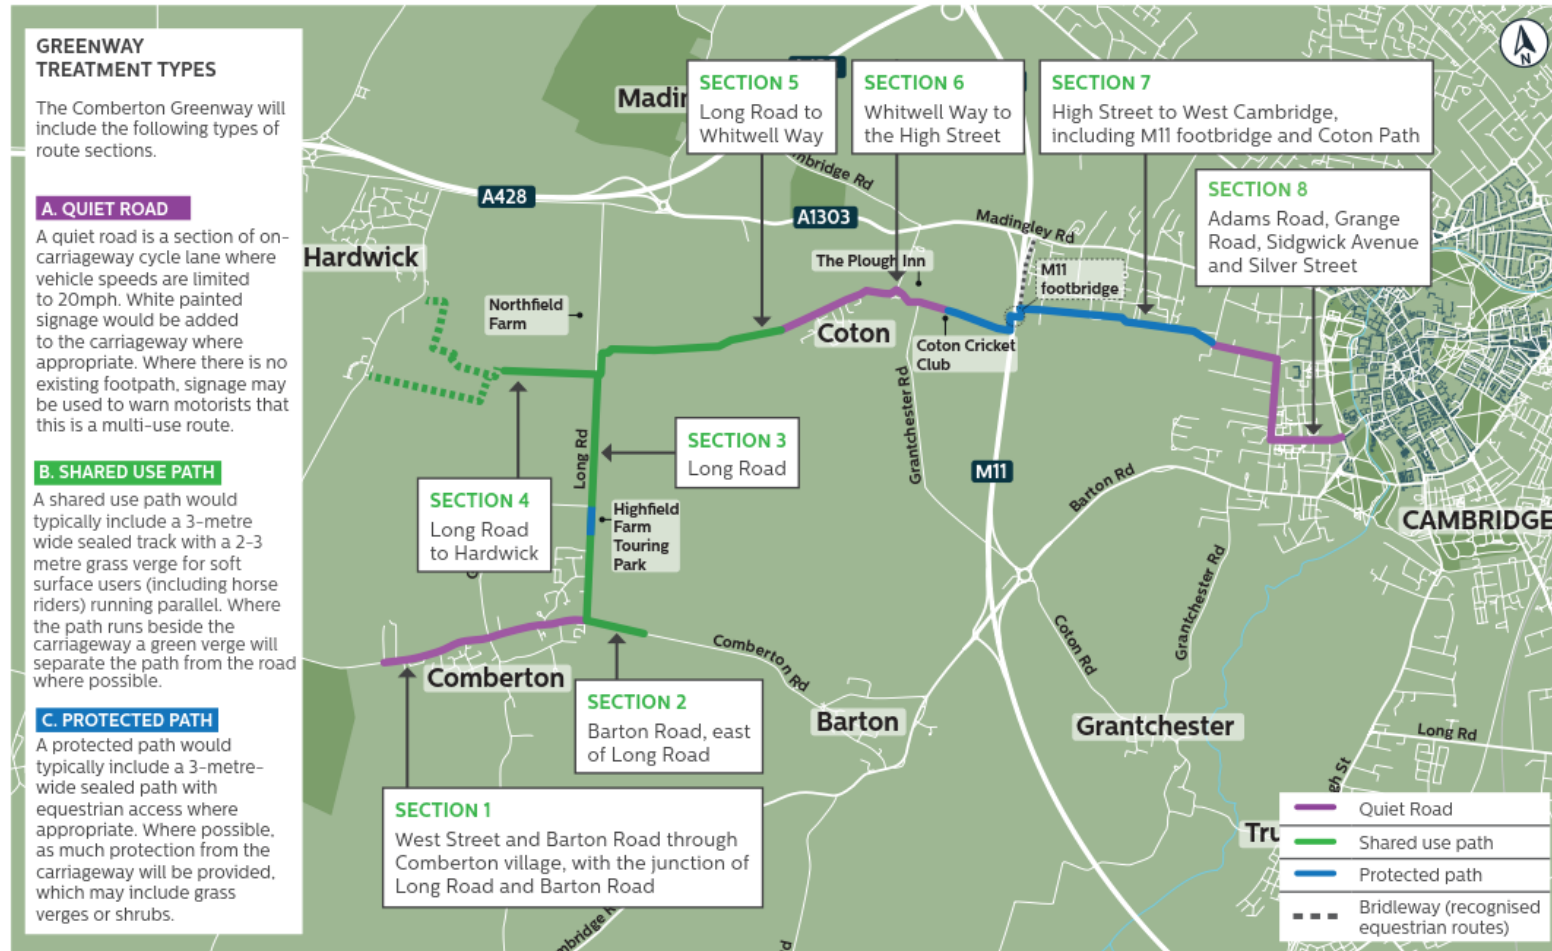 GREENWAY
TREATMENT TYPES
The Comberton Greenway will
include the following types of
route sections.
A. QUIET ROAD
A quiet road is a section of on-
carriageway cycle lane where
vehicle speeds are limited
to 20mph. White painted
signage would be added
to the carriageway where
appropriate. Where there is no
existing footpath, signage may
be used to warn motorists that
this is a multi-use route.
B. SHARED USE PATH
A shared use path would
typically include a 3-metre
wide sealed track with a 2-3
metre grass verge for soft
surface users (including horse
riders) running parallel. Where
the path runs beside the
carriageway a green verge will
separate the path from the road
where possible.
C. PROTECTED PATH
A protected path would
typically include a 3-metre-
wide sealed path with
equestrian access where
appropriate. Where possible,
as much protection from the
carriageway will be provided,
which may include grass
verges or shrubs.
N
Madin
SECTION 5
Long Road to
Whitwell Way
SECTION 6
Whitwell Way to
the High Street
SECTION 7
High Street to West Cambridge,
including M11 footbridge and Coton Path
SECTION 8
Adams Road, Grange
Road, Sidgwick Avenue
and Silver Street
mbridge Rd
A428
A1303
Madingley Rd
Hardwick
The Plough Inn
M11
footbridge
Northfield
Farm
Coton
Coton Cricket
Club
Grantchester Rd
Long Rd
SECTION 3
Long Road
M11
Barton Rd
SECTION 4
Long Road
to Hardwick
Highfield
Farm
Touring
Park
CAMBRIDGE
Grantchester Rd
Coton Rd
Comberton Rd
Comberton
SECTION 2
Barton Road, east
of Long Road
Barton
Grantchester
Long Rd
gh St
SECTION 1
West Street and Barton Road through
Comberton village, with the junction of
Long Road and Barton Road
Tru
mbridge R
d
Quiet Road
Shared use path
Protected path
Bridleway (recognised
equestrian routes)